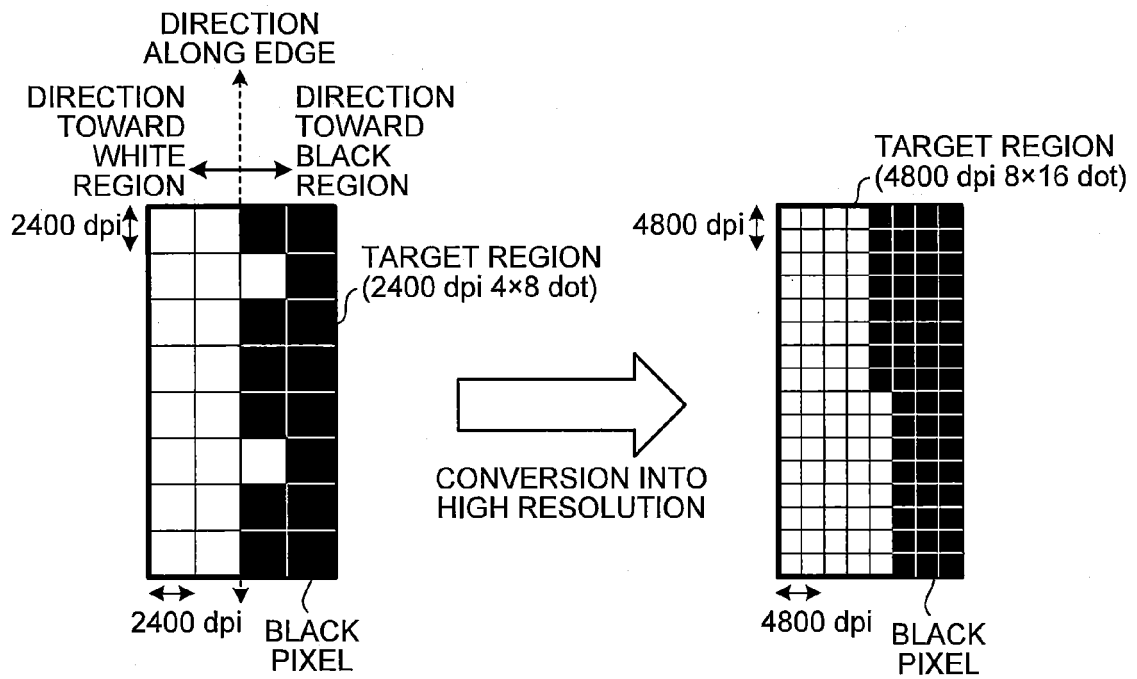 DIRECTION
ALONG EDGE
DIRECTION
TOWARD
WHITE
REGION
DIRECTION
TOWARD
BLACK
REGION
2400 dpi
TARGET REGION
(2400 dpi 4×8 dot)
2400 dpi
BLACK
PIXEL
CONVERSION INTO
HIGH RESOLUTION
TARGET REGION
(4800 dpi 8×16 dot)
4800 dpi
4800 dpi
BLACK
PIXEL